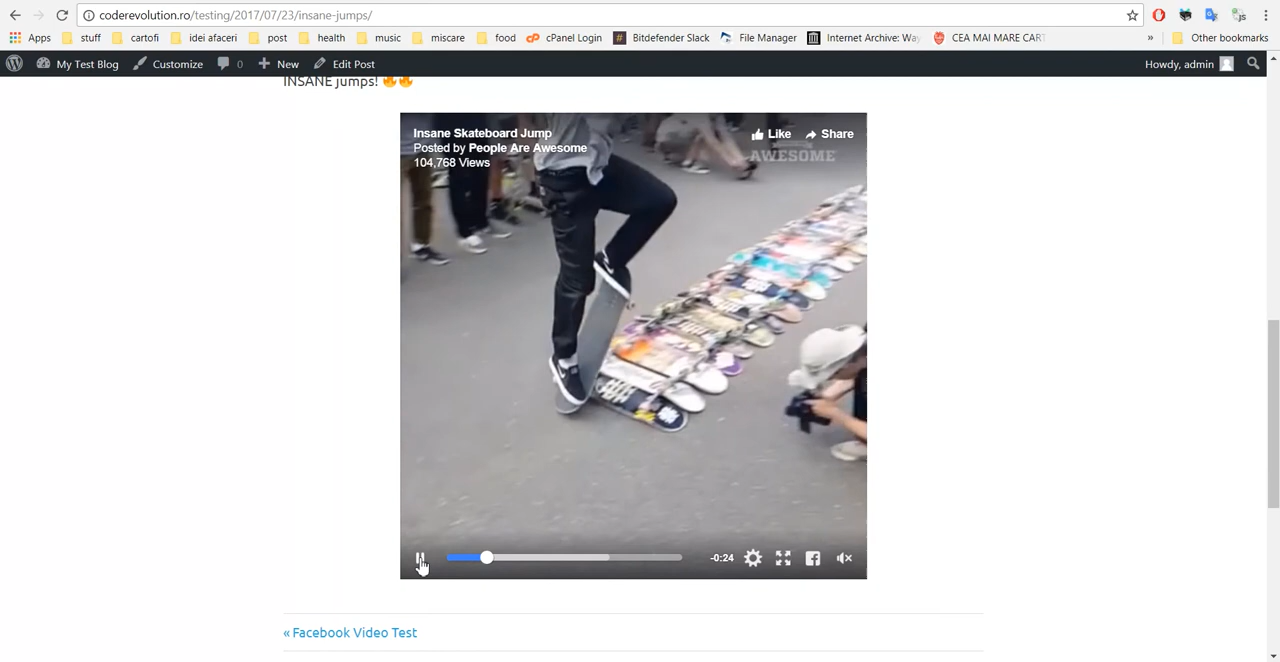 coderevolution.ro/testing/2017/07/23/insane-jumps/
Apps stuff cartofi idei afaceri post health music miscare food cPanel Login Bitdefender Slack File Manager Internet Archive: Way CEA MAI MARE CART » Other bookmarks
My Test Blog Customize 0 New Edit Post Howdy, admin
INSANE jumps! 🔥🔥
Insane Skateboard Jump Like Share
Posted by People Are Awesome
AWESOME
104,768 Views
-0:24
« Facebook Video Test